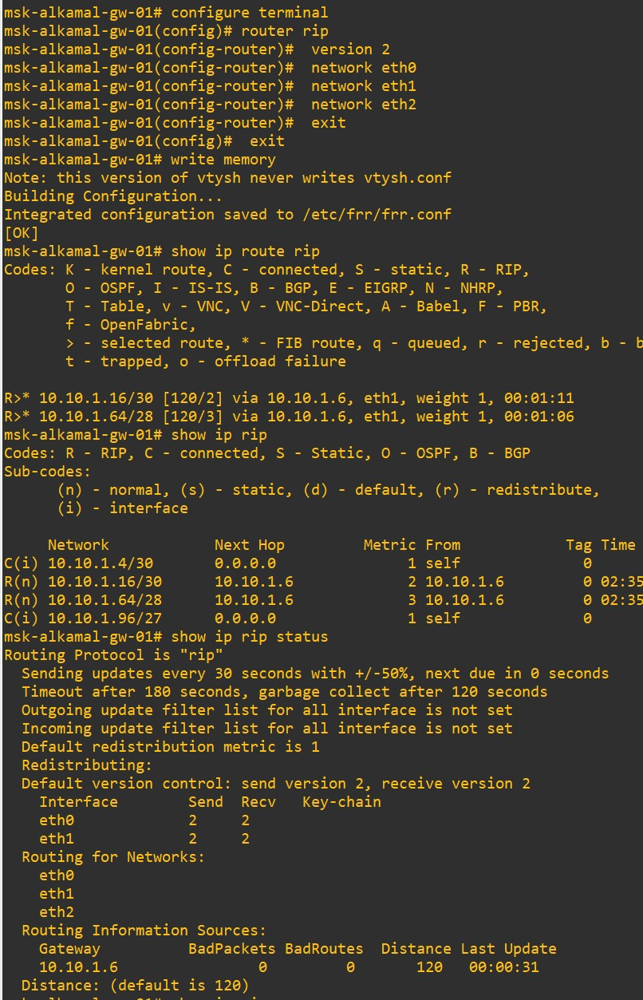 msk-alkamal-gw-01# configure terminal
msk-alkamal-gw-01(config)# router rip
msk-alkamal-gw-01(config-router)#  version 2
msk-alkamal-gw-01(config-router)#  network eth0
msk-alkamal-gw-01(config-router)#  network eth1
msk-alkamal-gw-01(config-router)#  network eth2
msk-alkamal-gw-01(config-router)#  exit
msk-alkamal-gw-01(config)#  exit
msk-alkamal-gw-01# write memory
Note: this version of vtysh never writes vtysh.conf
Building Configuration...
Integrated configuration saved to /etc/frr/frr.conf
[OK]
msk-alkamal-gw-01# show ip route rip
Codes: K - kernel route, C - connected, S - static, R - RIP,
       O - OSPF, I - IS-IS, B - BGP, E - EIGRP, N - NHRP,
       T - Table, v - VNC, V - VNC-Direct, A - Babel, F - PBR,
       f - OpenFabric,
       > - selected route, * - FIB route, q - queued, r - rejected, b - b
       t - trapped, o - offload failure

R>* 10.10.1.16/30 [120/2] via 10.10.1.6, eth1, weight 1, 00:01:11
R>* 10.10.1.64/28 [120/3] via 10.10.1.6, eth1, weight 1, 00:01:06
msk-alkamal-gw-01# show ip rip
Codes: R - RIP, C - connected, S - Static, O - OSPF, B - BGP
Sub-codes:
      (n) - normal, (s) - static, (d) - default, (r) - redistribute,
      (i) - interface

     Network            Next Hop          Metric From                Tag Time
C(i) 10.10.1.4/30       0.0.0.0                1 self              0
R(n) 10.10.1.16/30      10.10.1.6              2 10.10.1.6         0 02:35
R(n) 10.10.1.64/28      10.10.1.6              3 10.10.1.6         0 02:35
C(i) 10.10.1.96/27      0.0.0.0                1 self              0
msk-alkamal-gw-01# show ip rip status
Routing Protocol is "rip"
  Sending updates every 30 seconds with +/-50%, next due in 0 seconds
  Timeout after 180 seconds, garbage collect after 120 seconds
  Outgoing update filter list for all interface is not set
  Incoming update filter list for all interface is not set
  Default redistribution metric is 1
  Redistributing:
  Default version control: send version 2, receive version 2
    Interface        Send  Recv   Key-chain
    eth0             2     2
    eth1             2     2
  Routing for Networks:
    eth0
    eth1
    eth2
  Routing Information Sources:
    Gateway          BadPackets BadRoutes  Distance Last Update
    10.10.1.6                0         0       120   00:00:31
  Distance: (default is 120)